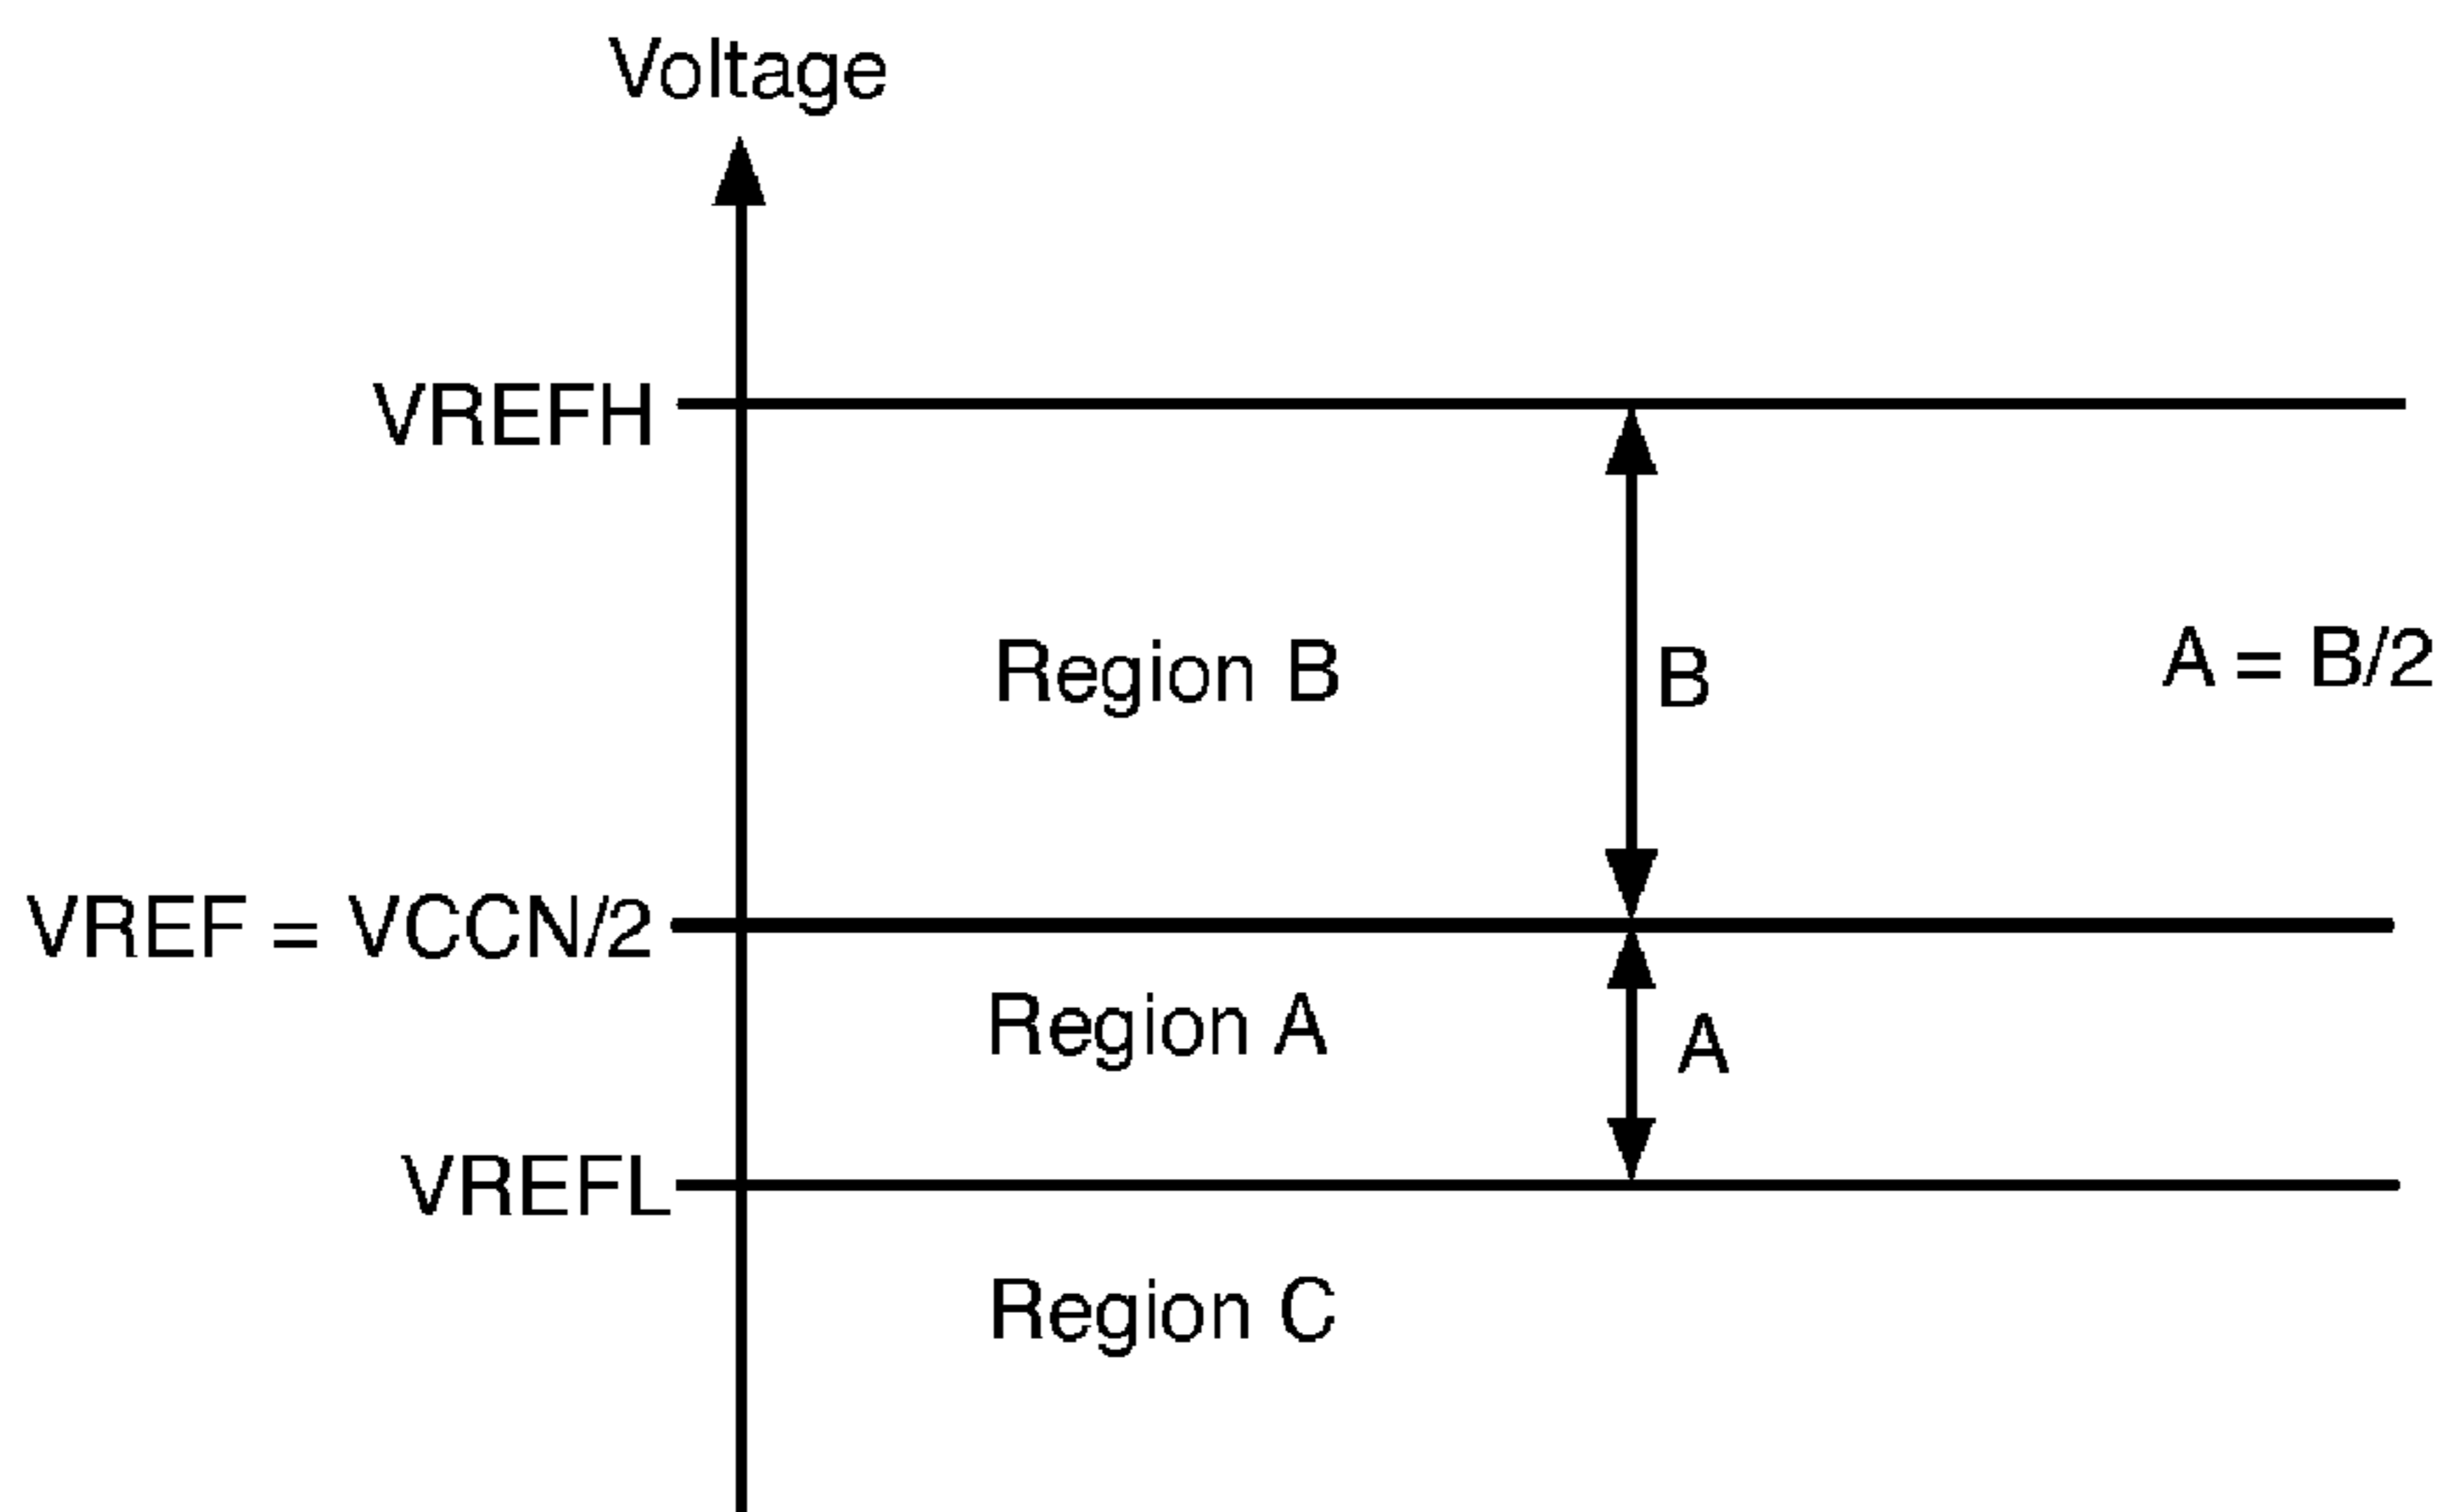 Voltage
VREFH
Region B
B
A = B/2
VREF = VCCN/2
Region A
A
VREFL
Region C